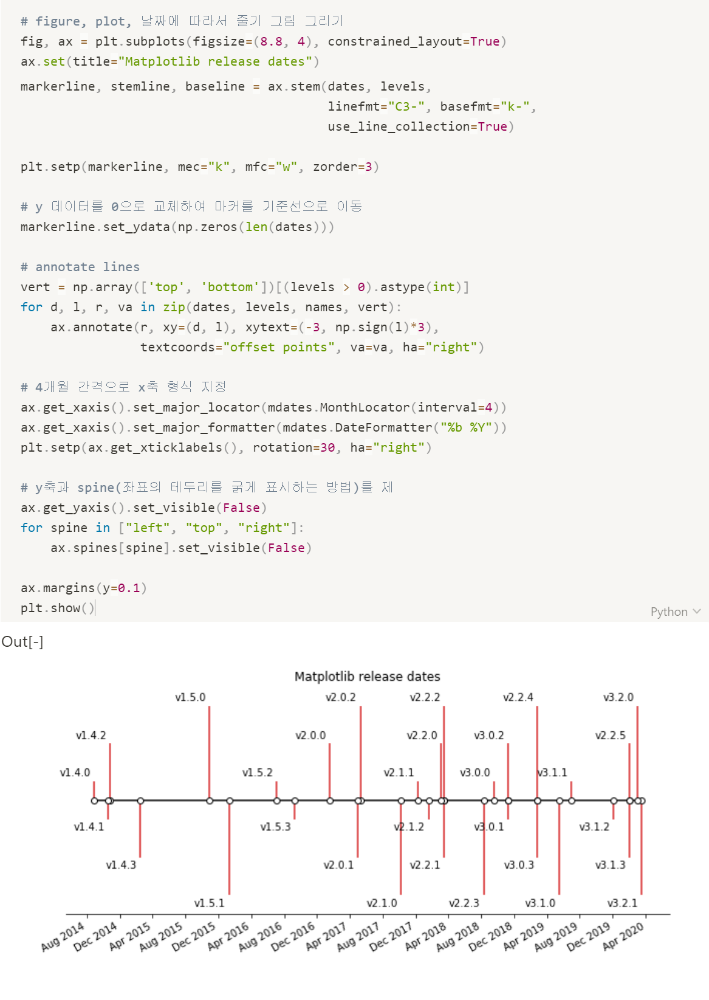 # figure, plot, 날짜에 따라서 줄기 그림 그리기
fig, ax = plt.subplots(figsize=(8.8, 4), constrained_layout=True)
ax.set(title="Matplotlib release dates")
markerline, stemline, baseline = ax.stem(dates, levels,
linefmt="C3-", basefmt="k-",
use_line_collection=True)
plt.setp(markerline, mec="k", mfc="w", zorder=3)
# y 데이터를 0으로 교체하여 마커를 기준선으로 이동
markerline.set_ydata(np.zeros(len(dates)))
# annotate lines
vert = np.array(['top', 'bottom'])[(levels > 0).astype(int)]
for d, l, r, va in zip(dates, levels, names, vert):
ax.annotate(r, xy=(d, l), xytext=(-3, np.sign(l)*3),
textcoords="offset points", va=va, ha="right")
# 4개월 간격으로 x축 형식 지정
ax.get_xaxis().set_major_locator(mdates.MonthLocator(interval=4))
ax.get_xaxis().set_major_formatter(mdates.DateFormatter("%b %Y"))
plt.setp(ax.get_xticklabels(), rotation=30, ha="right")
# y축과 spine(좌표의 테두리를 굵게 표시하는 방법)를 제
ax.get_yaxis().set_visible(False)
for spine in ["left", "top", "right"]:
ax.spines[spine].set_visible(False)
ax.margins(y=0.1)
plt.show()
Python
Out[-]
Matplotlib release dates
v1.5.0 v2.0.2 v2.2.2 v2.2.4 v3.2.0
v1.4.2 v2.0.0 v2.2.0 v3.0.2 v2.2.5
v1.4.0 v1.5.2 v2.1.1 v3.0.0 v3.1.1
v1.4.1 v1.5.3 v2.1.2 v3.0.1 v3.1.2
v1.4.3 v2.0.1 v2.2.1 v3.0.3 v3.1.3
v1.5.1 v2.1.0 v2.2.3 v3.1.0 v3.2.1
Aug 2014 Dec 2014 Apr 2015 Aug 2015 Dec 2015 Apr 2016 Aug 2016 Dec 2016 Apr 2017 Aug 2017 Dec 2017 Apr 2018 Aug 2018 Dec 2018 Apr 2019 Aug 2019 Dec 2019 Apr 2020